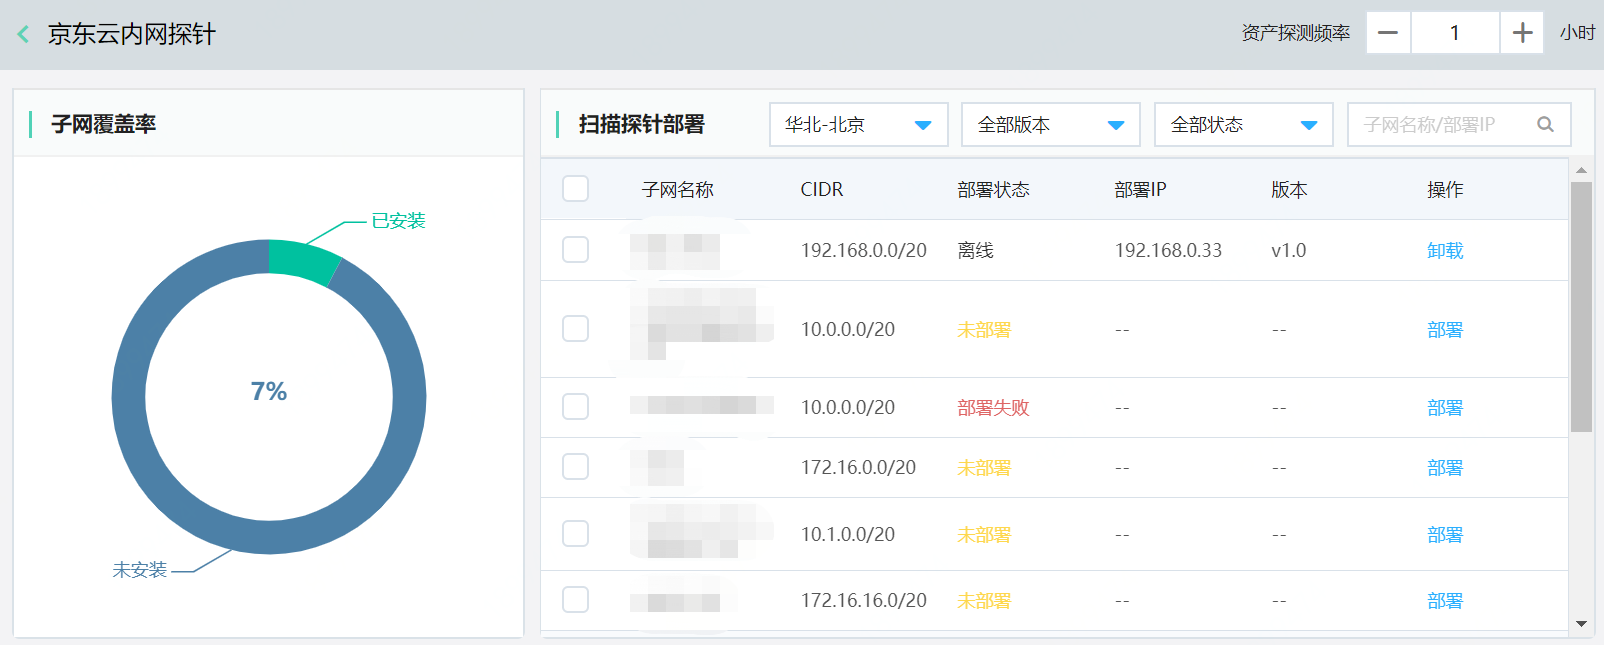 京东云内网探针
资产探测频率 1 小时
子网覆盖率
已安装
7%
未安装
扫描探针部署 华北-北京 全部版本 全部状态 子网名称/部署IP
子网名称 CIDR 部署状态 部署IP 版本 操作
192.168.0.0/20 离线 192.168.0.33 v1.0 卸载
10.0.0.0/20 未部署 -- -- 部署
10.0.0.0/20 部署失败 -- -- 部署
172.16.0.0/20 未部署 -- -- 部署
10.1.0.0/20 未部署 -- -- 部署
172.16.16.0/20 未部署 -- -- 部署